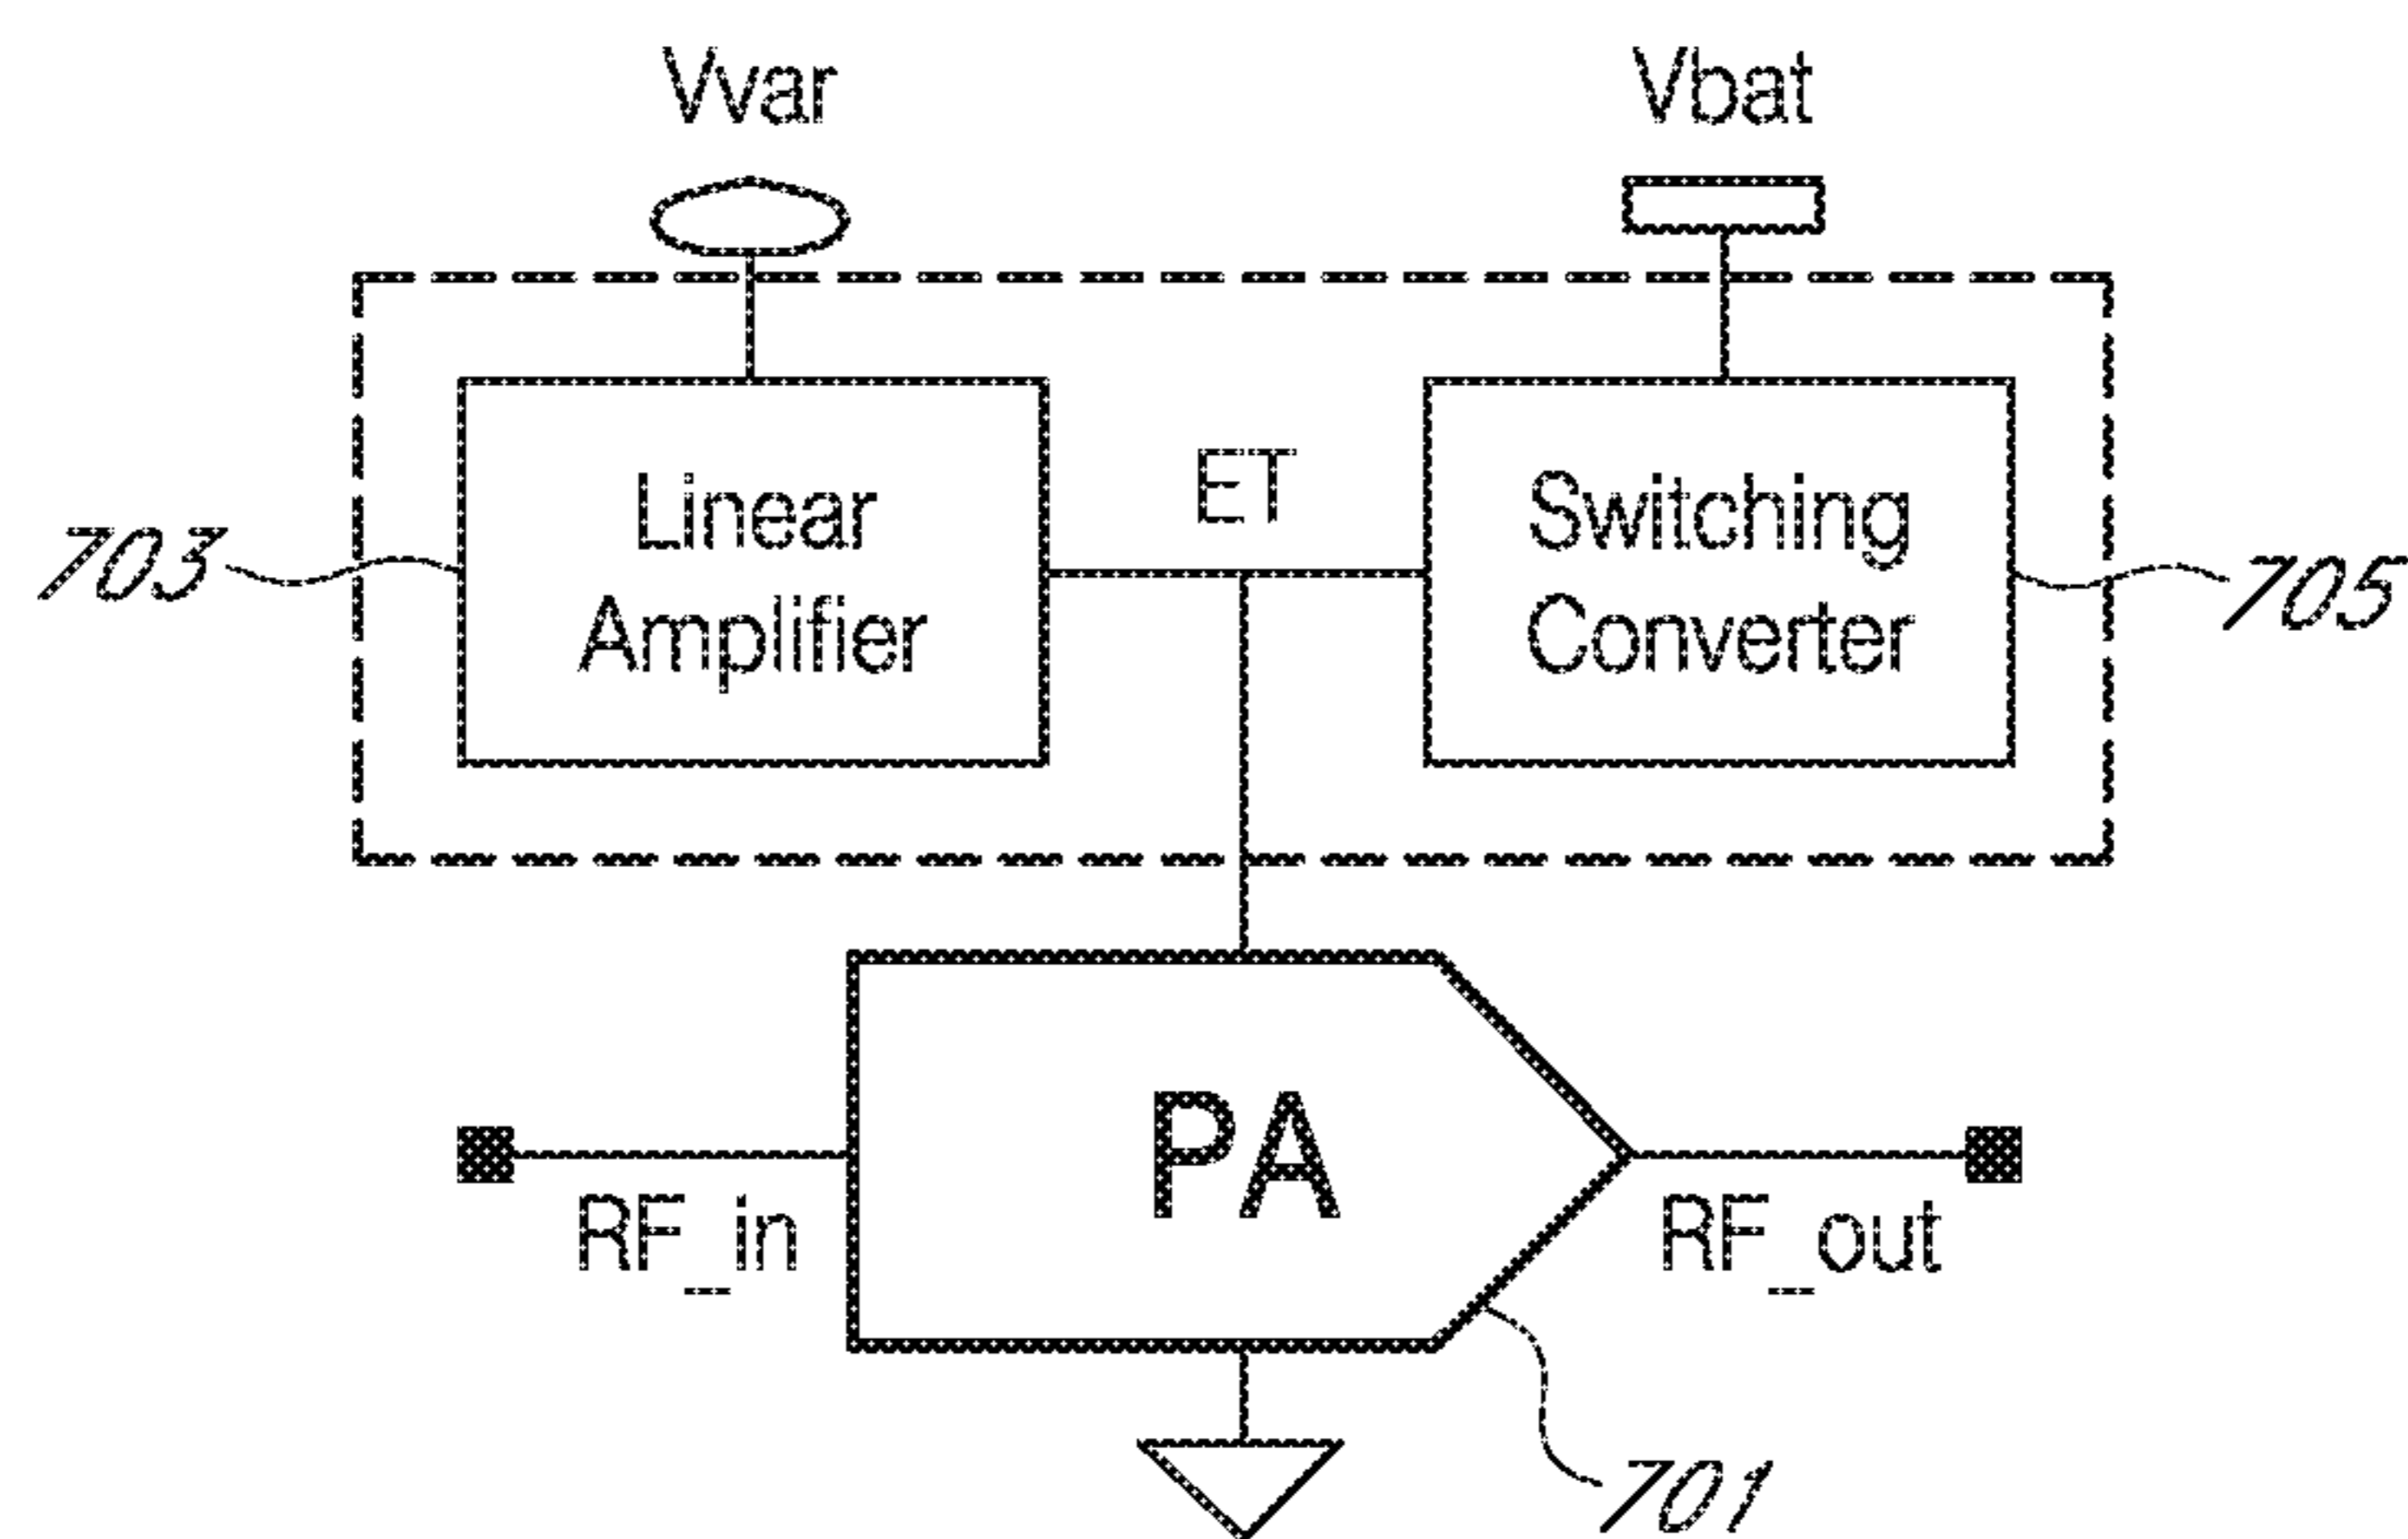 Vvar
Vbat
ET
Linear
Amplifier
Switching
Converter
703
705
PA
RF_in
RF_out
701